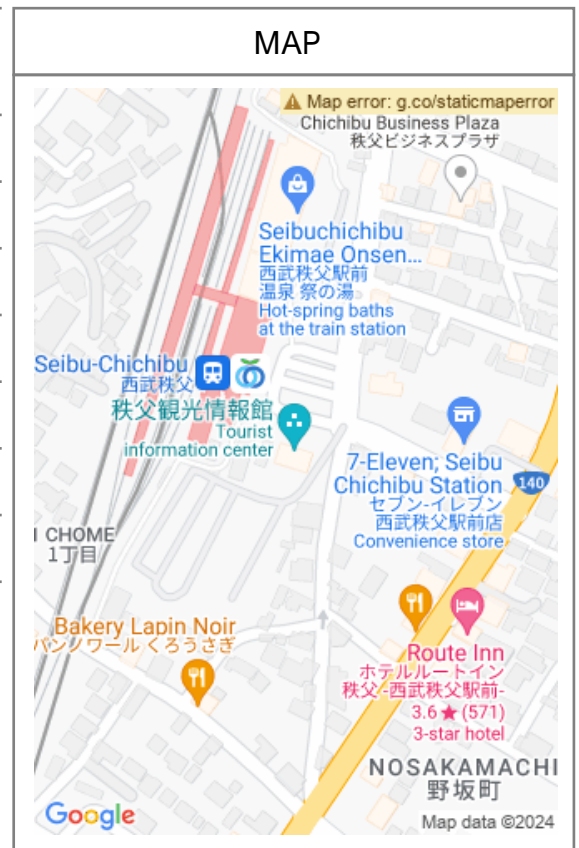 MAP
Map error: g.co/staticmaperror
Chichibu Business Plaza
秩父ビジネスプラザ
Seibuchichibu
Ekimae Onsen...
西武秩父駅前
温泉 祭の湯
Hot-spring baths
at the train station
Seibu-Chichibu
西武秩父
秩父観光情報館
Tourist
information center
7-Eleven; Seibu
Chichibu Station
セブン-イレブン
西武秩父駅前店
Convenience store
140
CHOME
1丁目
Bakery Lapin Noir
パンノワール くろうさぎ
Route Inn
ホテルルートイン
秩父 -西武秩父駅前-
3.6★(571)
3-star hotel
NOSAKAMACHI
野坂町
Google
Map data ©2024